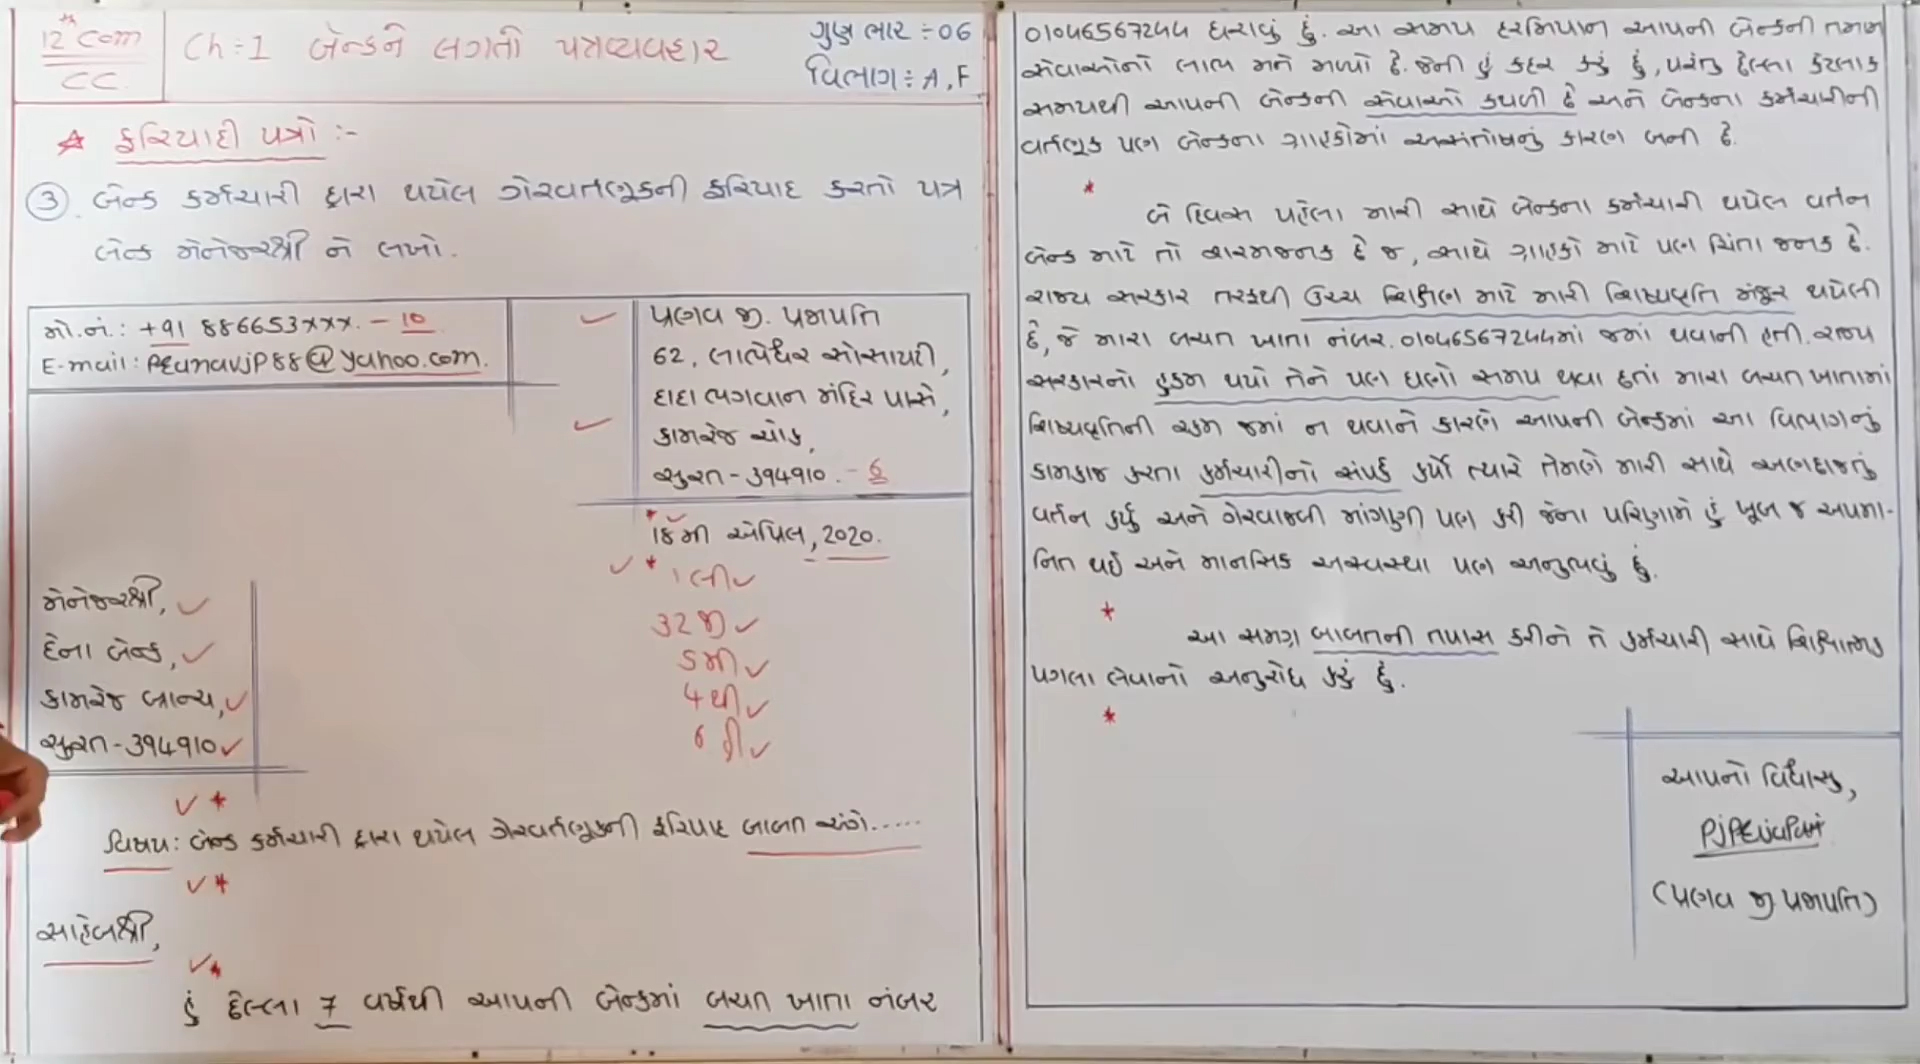 12th com
CC.
Ch:1 બેન્કને લગતો પત્રવ્યવહાર
ગુણ ભાર :- 06
વિભાગ : A, F
☆ ફરિયાદી પત્રો :-
③. બેન્ક કર્મચારી દ્વારા થયેલ ગેરવર્તણૂકની ફરિયાદ કરતો પત્ર
બેન્ક મેનેજરશ્રી ને લખો.
મો.નં. : +91 886653xxxx. - 10
E-mail : PranavjP88@yahoo.com.
પ્રણવ જી. પ્રજાપતિ
62, લાભેશ્વર સોસાયટી,
દાદા ભગવાન મંદિર પાસે,
કામરેજ ચોક,
સુરત - 394910. - 6
18મી એપ્રિલ, 2020.
1લી
32જી
5મી
4થી
6ઠ્ઠી
મેનેજરશ્રી,
દેના બેન્ક,
કામરેજ બ્રાન્ચ,
સુરત - 394910
વિષય : બેન્ક કર્મચારી દ્વારા થયેલ ગેરવર્તણૂકની ફરિયાદ બાબત અંગે.....
સાહેબશ્રી,
હું છેલ્લા 7 વર્ષથી આપની બેન્કમાં બચત ખાતા નંબર
01046567244 ધરાવું છું. આ સમય દરમિયાન આપની બેન્કની તમામ
સેવાઓનો લાભ મને મળ્યો છે. જેની હું કદર કરું છું, પરંતુ છેલ્લા કેટલાક
સમયથી આપની બેન્કની સેવાઓ કથળી છે અને બેન્કના કર્મચારીની
વર્તણૂક પણ બેન્કના ગ્રાહકોમાં અસંતોષનું કારણ બની છે.
બે દિવસ પહેલા મારી સાથે બેન્કના કર્મચારી થયેલ વર્તન
બેન્ક માટે તો શરમજનક છે જ, સાથે ગ્રાહકો માટે પણ ચિંતા જનક છે.
રાજ્ય સરકાર તરફથી ઉચ્ચ શિક્ષણ માટે મારી શિષ્યવૃતિ મંજુર થયેલી
છે, જે મારા બચત ખાતા નંબર. 01046567244માં જમાં થવાની હતી. રાજ્ય
સરકારનો હુકમ થયો તેને પણ ઘણો સમય થવા છતાં મારા બચત ખાતામાં
શિષ્યવૃતિની રકમ જમાં ન થવાને કારણે આપની બેન્કમાં આ વિભાગનું
કામકાજ કરતા કર્મચારીનો સંપર્ક કર્યો ત્યારે તેમણે મારી સાથે અણછાજતું
વર્તન કર્યું અને ગેરવાજબી માંગણી પણ કરી જેના પરિણામે હું ખૂબ જ અપમા-
નિત થઈ અને માનસિક અસ્વસ્થા પણ અનુભવું છું.
આ સમગ્ર બાબતની તપાસ કરીને તે કર્મચારી સાથે શિક્ષાત્મક
પગલા લેવાનો અનુરોધ કરું છું.
આપનો વિશ્વાસુ,
PJPrajapati
(પ્રણવ જી. પ્રજાપતિ)